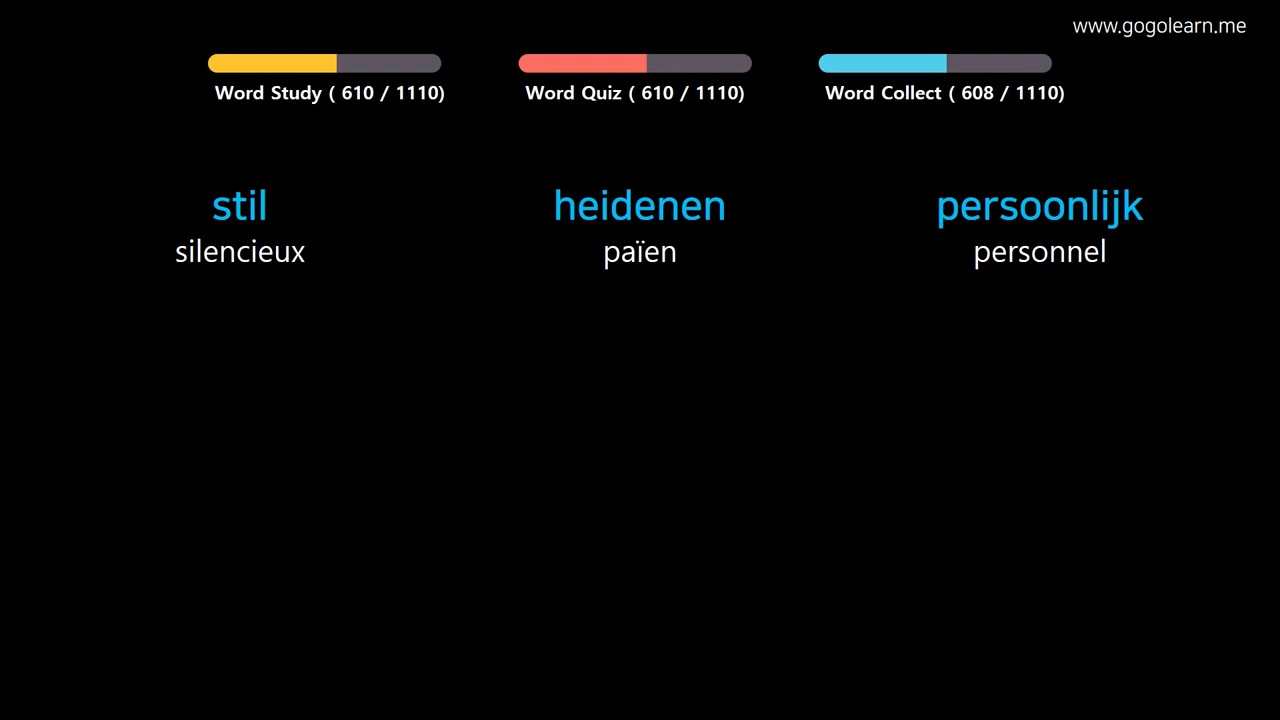 www.gogolearn.me
Word Study ( 610 / 1110) Word Quiz ( 610 / 1110) Word Collect ( 608 / 1110)
stil heidenen persoonlijk
silencieux païen personnel